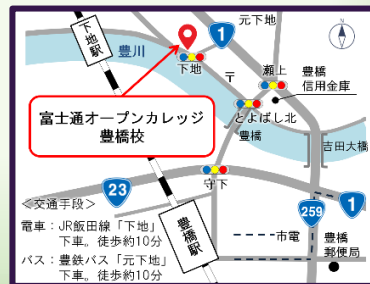 元下地
下地駅
豊川
1
下地
〒
瀬上
豊橋
信用金庫
とよばし北
富士通オープンカレッジ
豊橋校
豊橋
吉田大橋
守下
23
<交通手段>
電車：JR飯田線「下地」
下車。徒歩約10分
バス：豊鉄バス「元下地」
下車。徒歩約10分
豊橋駅
259
1
市電
豊橋
郵便局